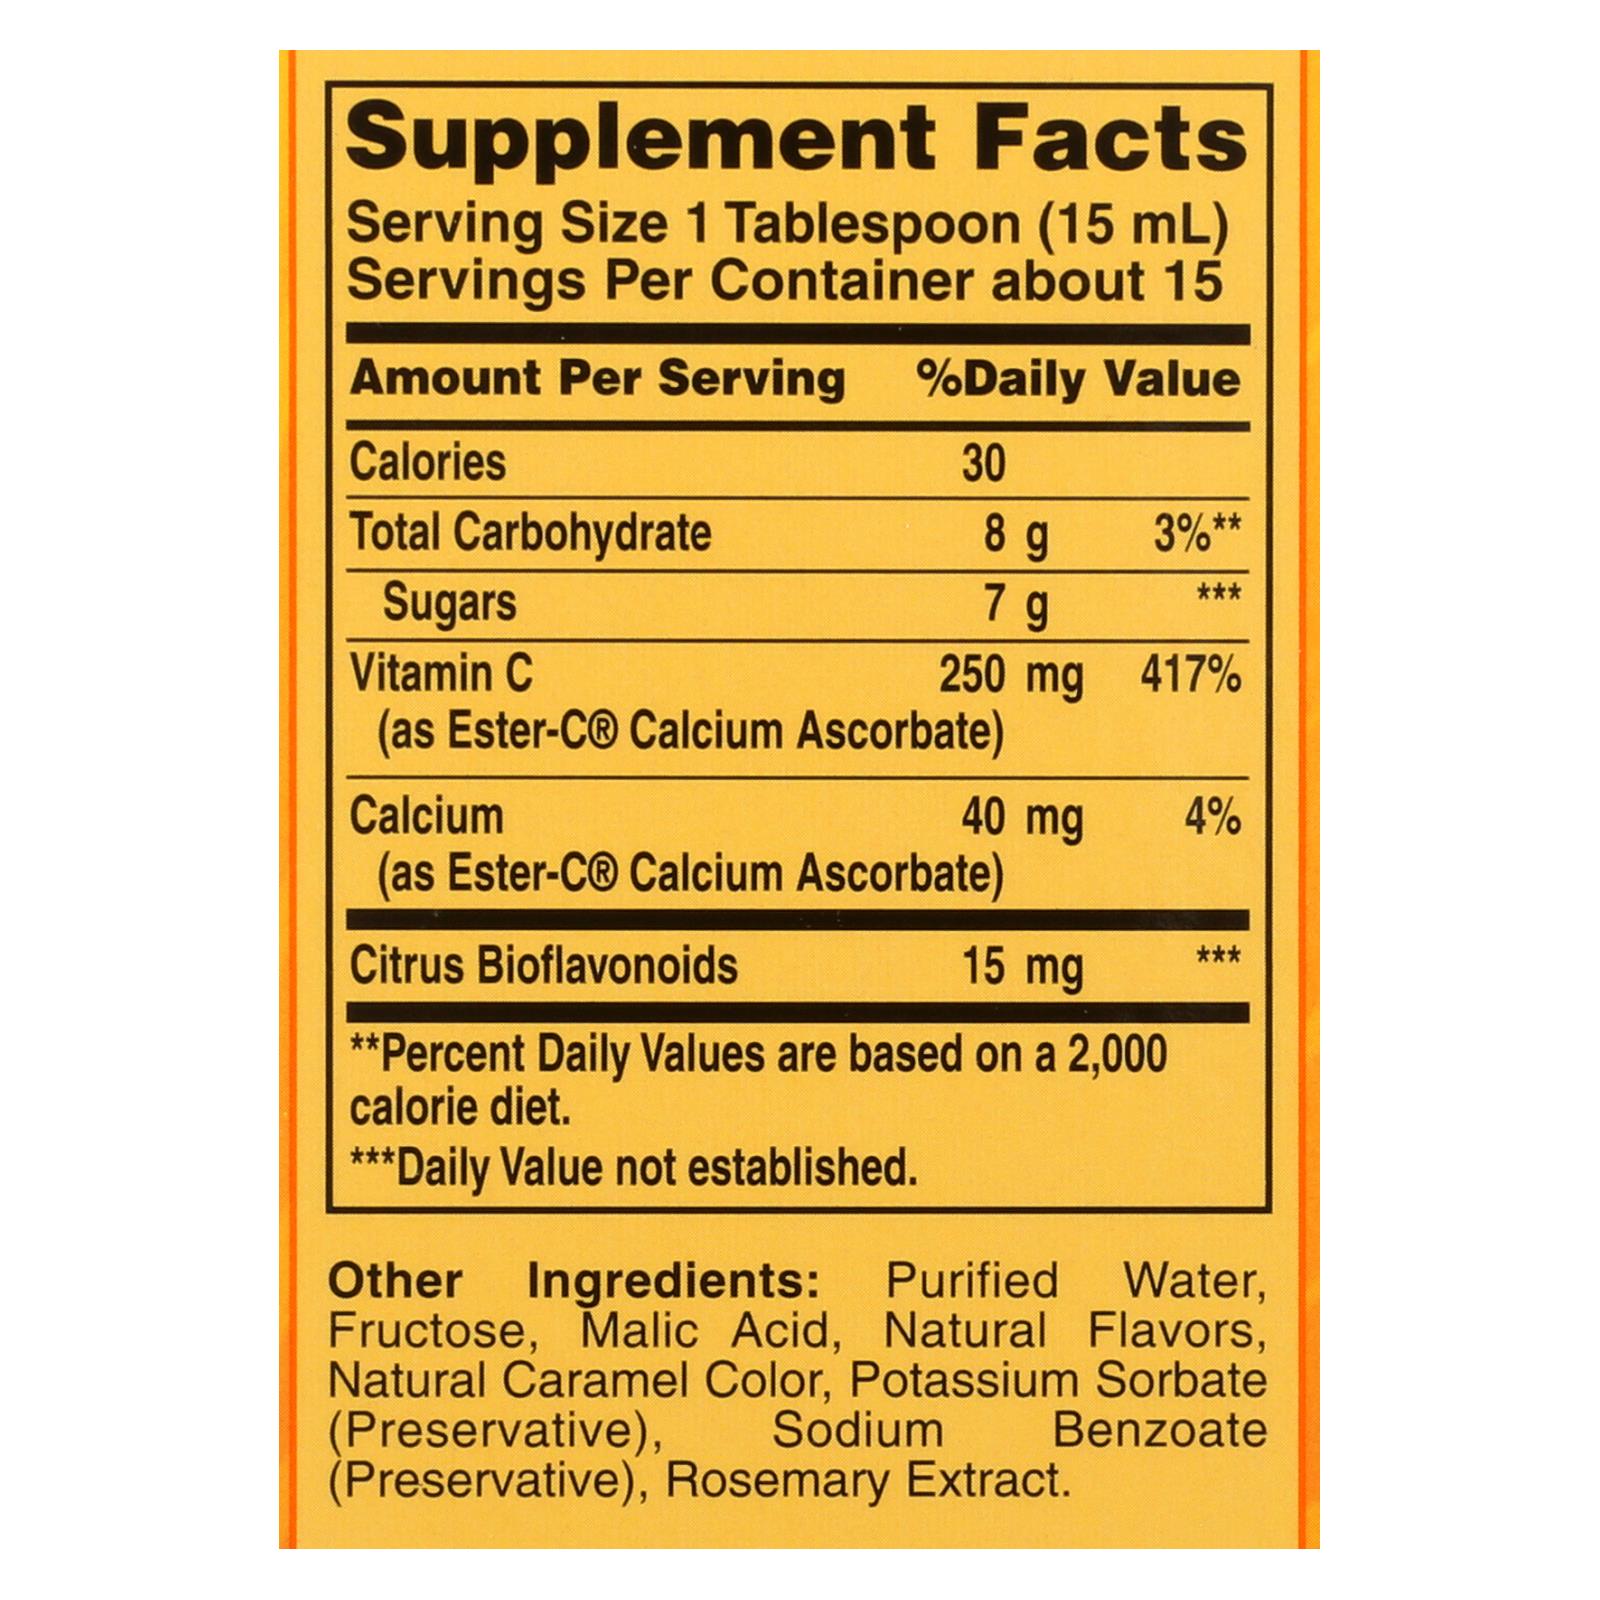 Supplement Facts
Serving Size 1 Tablespoon (15 mL)
Servings Per Container about 15
Amount Per Serving %Daily Value
Calories 30
Total Carbohydrate 8 g 3%**
Sugars 7 g ***
Vitamin C 250 mg 417%
(as Ester-C® Calcium Ascorbate)
Calcium 40 mg 4%
(as Ester-C® Calcium Ascorbate)
Citrus Bioflavonoids 15 mg ***
**Percent Daily Values are based on a 2,000
calorie diet.
***Daily Value not established.
Other Ingredients: Purified Water,
Fructose, Malic Acid, Natural Flavors,
Natural Caramel Color, Potassium Sorbate
(Preservative), Sodium Benzoate
(Preservative), Rosemary Extract.